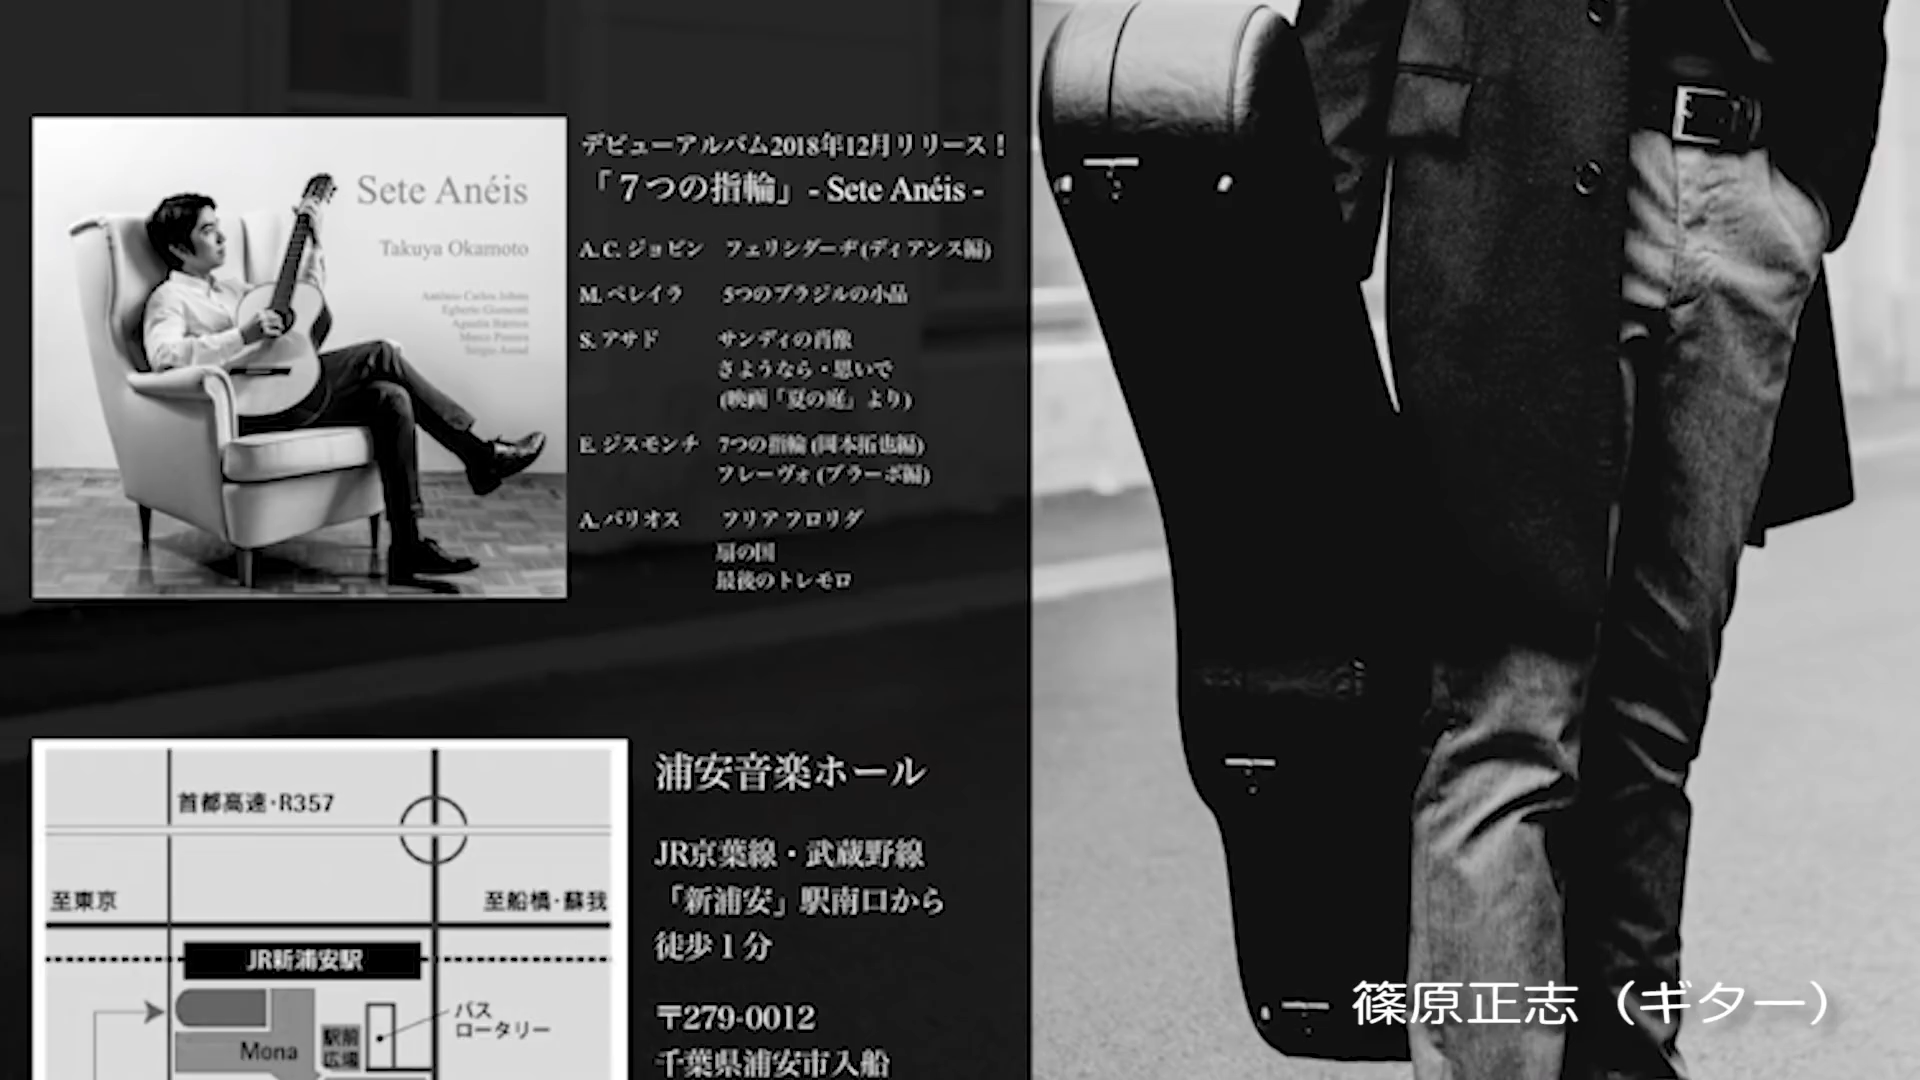 Sete Anéis
Takuya Okamoto
Antônio Carlos Jobim
Egberto Gismonti
Agustín Barrios
Marco Pereira
Sérgio Assad
デビューアルバム2018年12月リリース！
「７つの指輪」- Sete Anéis -
A. C. ジョビン フェリシダーヂ(ディアンス編)
M. ペレイラ 5つのブラジルの小品
S. アサド サンディの肖像
さようなら・思いで
(映画「夏の庭」より)
E. ジスモンチ 7つの指輪 (岡本拓也編)
フレーヴォ (ブラーボ編)
A. バリオス フリア フロリダ
扇の国
最後のトレモロ
首都高速・R357
至東京
至船橋・蘇我
JR新浦安駅
バス
ロータリー
駅前
広場
Mona
浦安音楽ホール
JR京葉線・武蔵野線
「新浦安」駅南口から
徒歩１分
〒279-0012
千葉県浦安市入船
篠原正志（ギター）